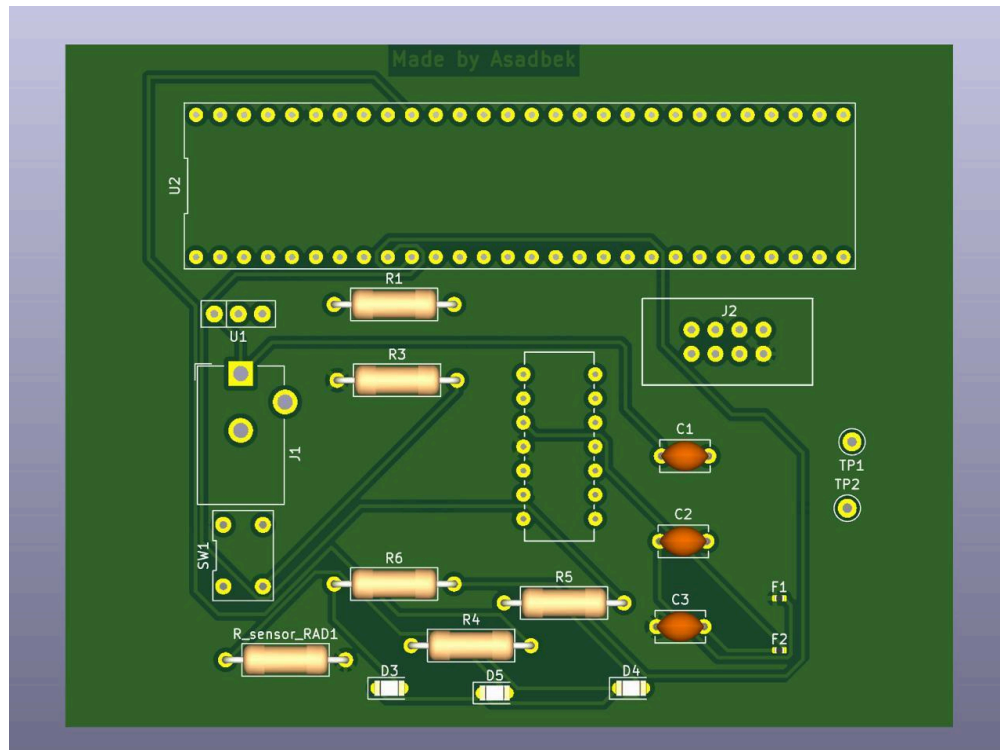 Made by Asadbek
U2
R1
U1
J2
R3
J1
C1
TP1
TP2
SW1
C2
R6
R5
F1
C3
R4
R_sensor_RAD1
F2
D3
D5
D4